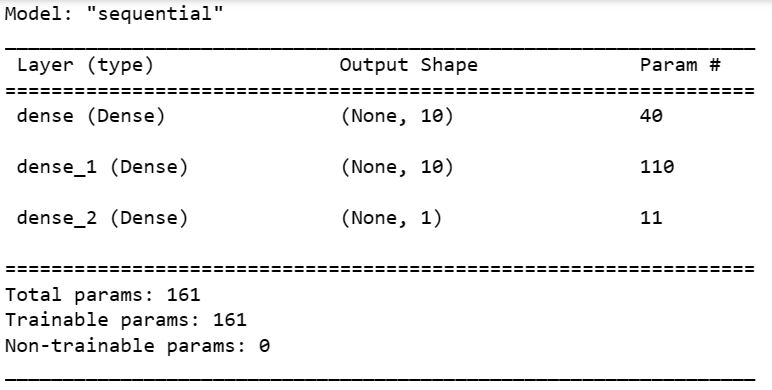 Model: "sequential"
_________________________________________________________________
Layer (type) Output Shape Param #
=================================================================
dense (Dense) (None, 10) 40
dense_1 (Dense) (None, 10) 110
dense_2 (Dense) (None, 1) 11
=================================================================
Total params: 161
Trainable params: 161
Non-trainable params: 0
_________________________________________________________________